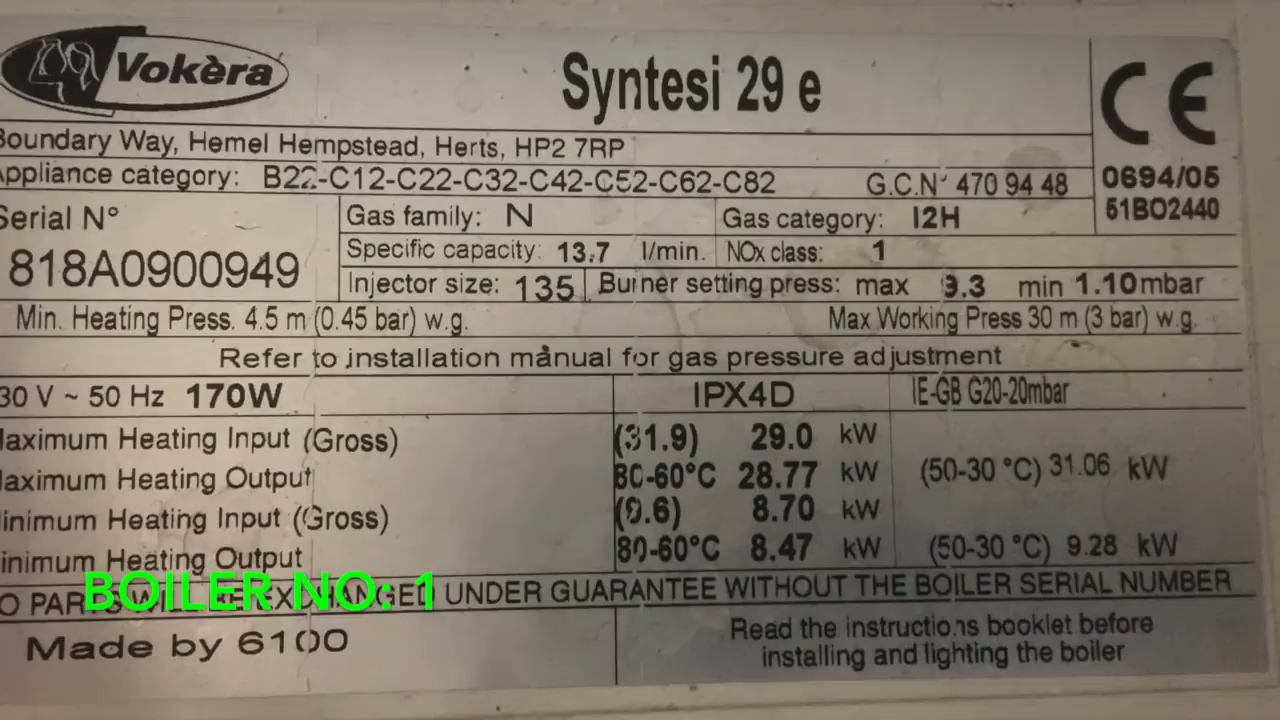 Vokèra
Syntesi 29 e
CE
Boundary Way, Hemel Hempstead, Herts, HP2 7RP
Appliance category: B22-C12-C22-C32-C42-C52-C62-C82 G.C.N° 470 94 48
0694/05
51BO2440
Serial N°
818A0900949
Gas family: N Gas category: I2H
Specific capacity: 13.7 l/min. NOx class: 1
Injector size: 135 Burner setting press: max 9.3 min 1.10mbar
Min. Heating Press. 4.5 m (0.45 bar) w.g. Max Working Press 30 m (3 bar) w.g.
Refer to installation manual for gas pressure adjustment
30 V ~ 50 Hz 170W IPX4D IE-GB G20-20mbar
Maximum Heating Input (Gross) (31.9) 29.0 kW
Maximum Heating Output 80-60°C 28.77 kW (50-30 °C) 31.06 kW
Minimum Heating Input (Gross) (9.6) 8.70 kW
Minimum Heating Output 80-60°C 8.47 kW (50-30 °C) 9.28 kW
NO PARTS WILL BE EXCHANGED UNDER GUARANTEE WITHOUT THE BOILER SERIAL NUMBER
BOILER NO: 1
Made by 6100
Read the instructions booklet before
installing and lighting the boiler